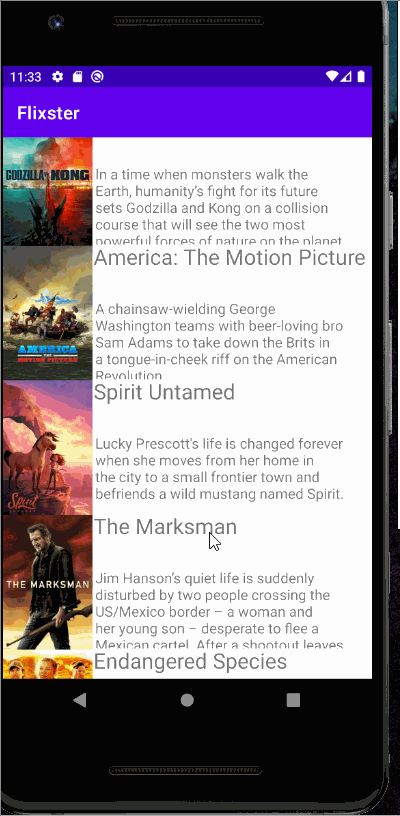 11:33
Flixster
GODZILLA VS KONG
In a time when monsters walk the
Earth, humanity's fight for its future
sets Godzilla and Kong on a collision
course that will see the two most
powerful forces of nature on the planet
America: The Motion Picture
AMERICA
THE MOTION PICTURE
A chainsaw-wielding George
Washington teams with beer-loving bro
Sam Adams to take down the Brits in
a tongue-in-cheek riff on the American
Revolution.
Spirit Untamed
Spirit
Lucky Prescott's life is changed forever
when she moves from her home in
the city to a small frontier town and
befriends a wild mustang named Spirit.
The Marksman
THE MARKSMAN
Jim Hanson's quiet life is suddenly
disturbed by two people crossing the
US/Mexico border – a woman and
her young son – desperate to flee a
Mexican cartel. After a shootout leaves
Endangered Species